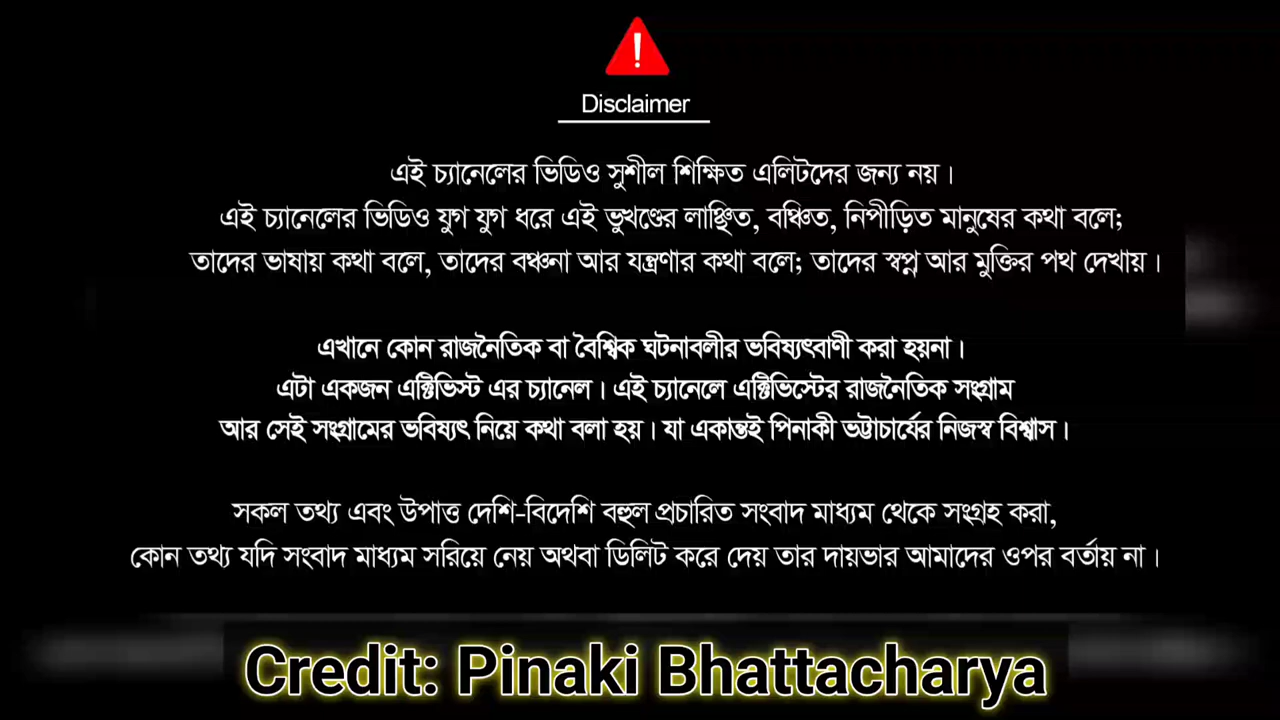 !
Disclaimer
এই চ্যানেলের ভিডিও সুশীল শিক্ষিত এলিটদের জন্য নয়।
এই চ্যানেলের ভিডিও যুগ যুগ ধরে এই ভুখণ্ডের লাঞ্ছিত, বঞ্চিত, নিপীড়িত মানুষের কথা বলে;
তাদের ভাষায় কথা বলে, তাদের বঞ্চনা আর যন্ত্রণার কথা বলে; তাদের স্বপ্ন আর মুক্তির পথ দেখায়।
এখানে কোন রাজনৈতিক বা বৈশ্বিক ঘটনাবলীর ভবিষ্যৎবাণী করা হয়না।
এটা একজন এক্টিভিস্ট এর চ্যানেল। এই চ্যানেলে এক্টিভিস্টের রাজনৈতিক সংগ্রাম
আর সেই সংগ্রামের ভবিষ্যৎ নিয়ে কথা বলা হয়। যা একান্তই পিনাকী ভট্টাচার্যের নিজস্ব বিশ্বাস।
সকল তথ্য এবং উপাত্ত দেশি-বিদেশি বহুল প্রচারিত সংবাদ মাধ্যম থেকে সংগ্রহ করা,
কোন তথ্য যদি সংবাদ মাধ্যম সরিয়ে নেয় অথবা ডিলিট করে দেয় তার দায়ভার আমাদের ওপর বর্তায় না।
Credit: Pinaki Bhattacharya